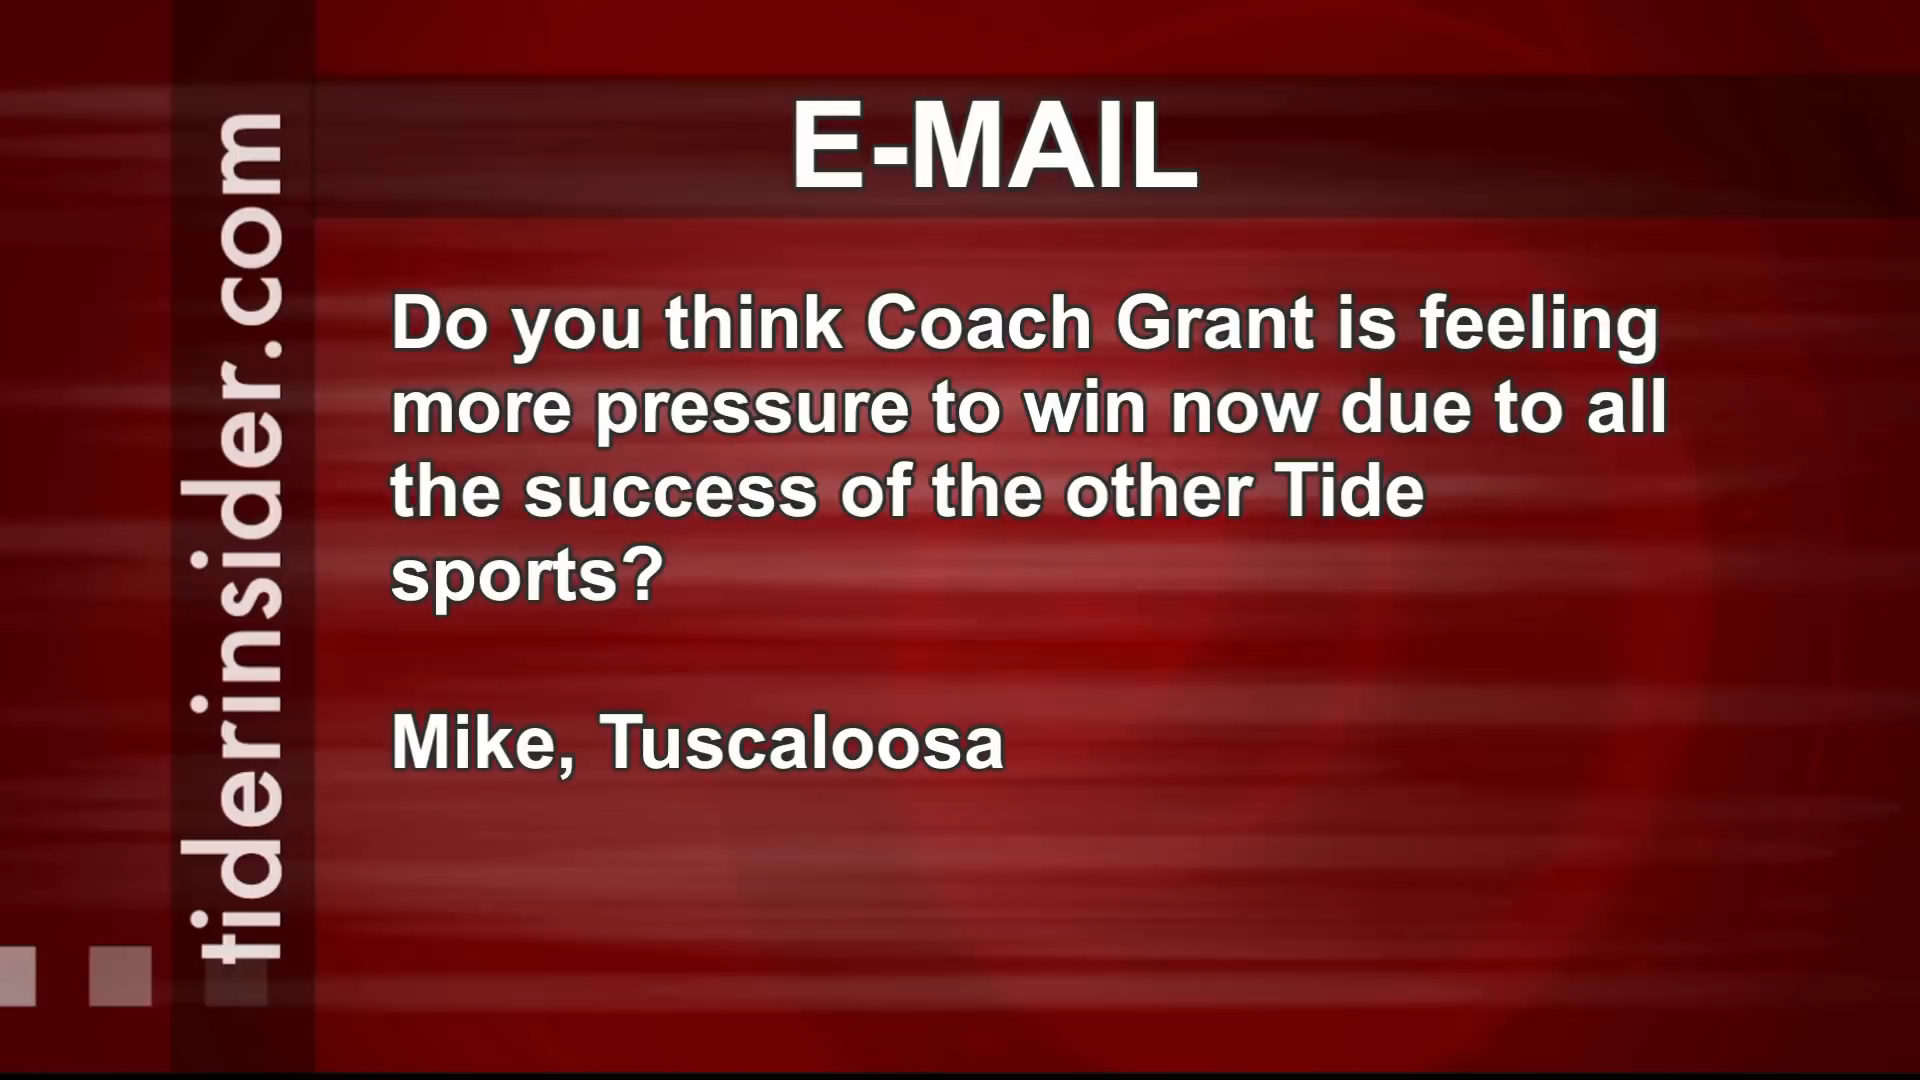 E-MAIL
tiderinsider.com
Do you think Coach Grant is feeling
more pressure to win now due to all
the success of the other Tide
sports?
Mike, Tuscaloosa